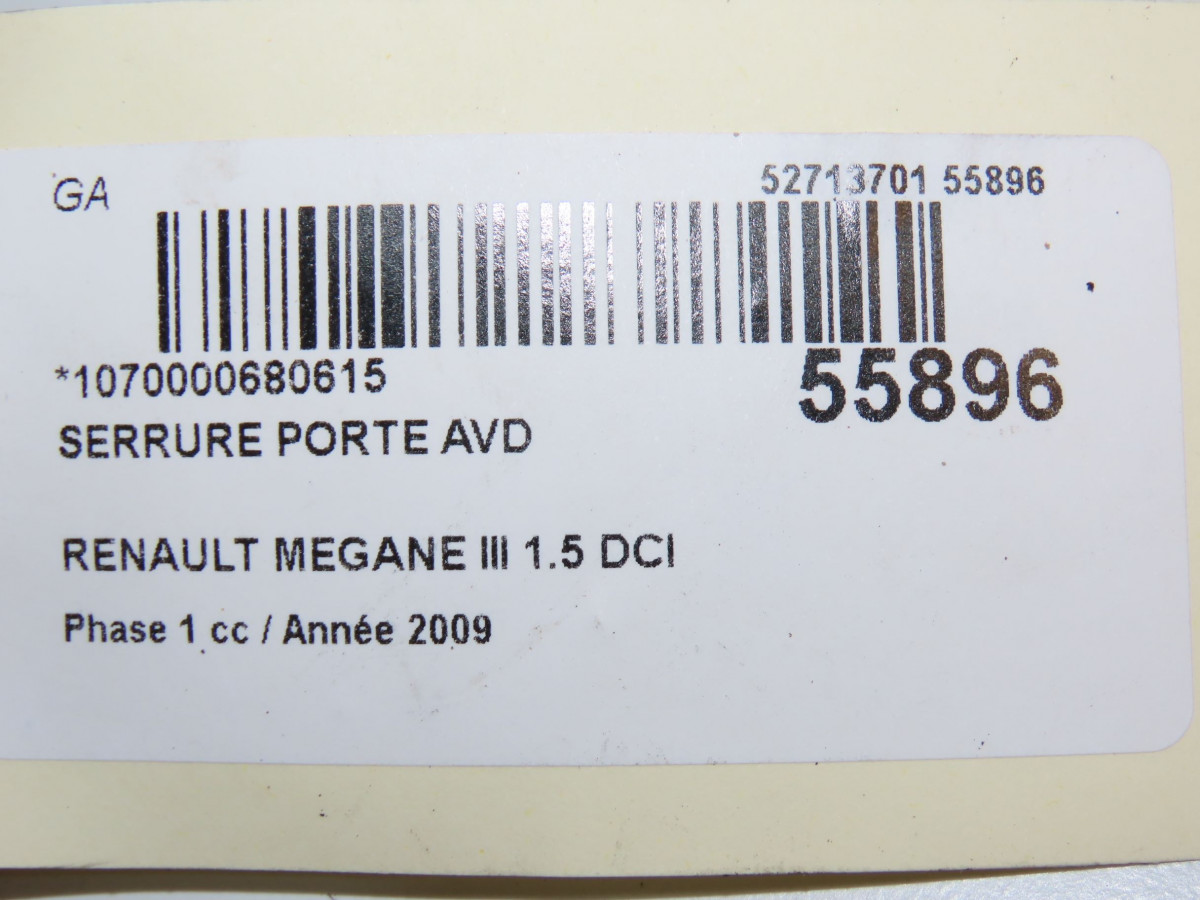 GA
52713701 55896
*1070000680615
55896
SERRURE PORTE AVD
RENAULT MEGANE III 1.5 DCI
Phase 1 cc / Année 2009